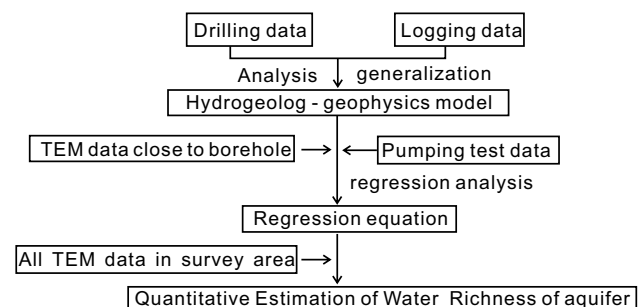 Drilling data
Logging data
Analysis
generalization
Hydrogeolog - geophysics model
TEM data close to borehole
Pumping test data
regression analysis
Regression equation
All TEM data in survey area
Quantitative Estimation of Water Richness of aquifer